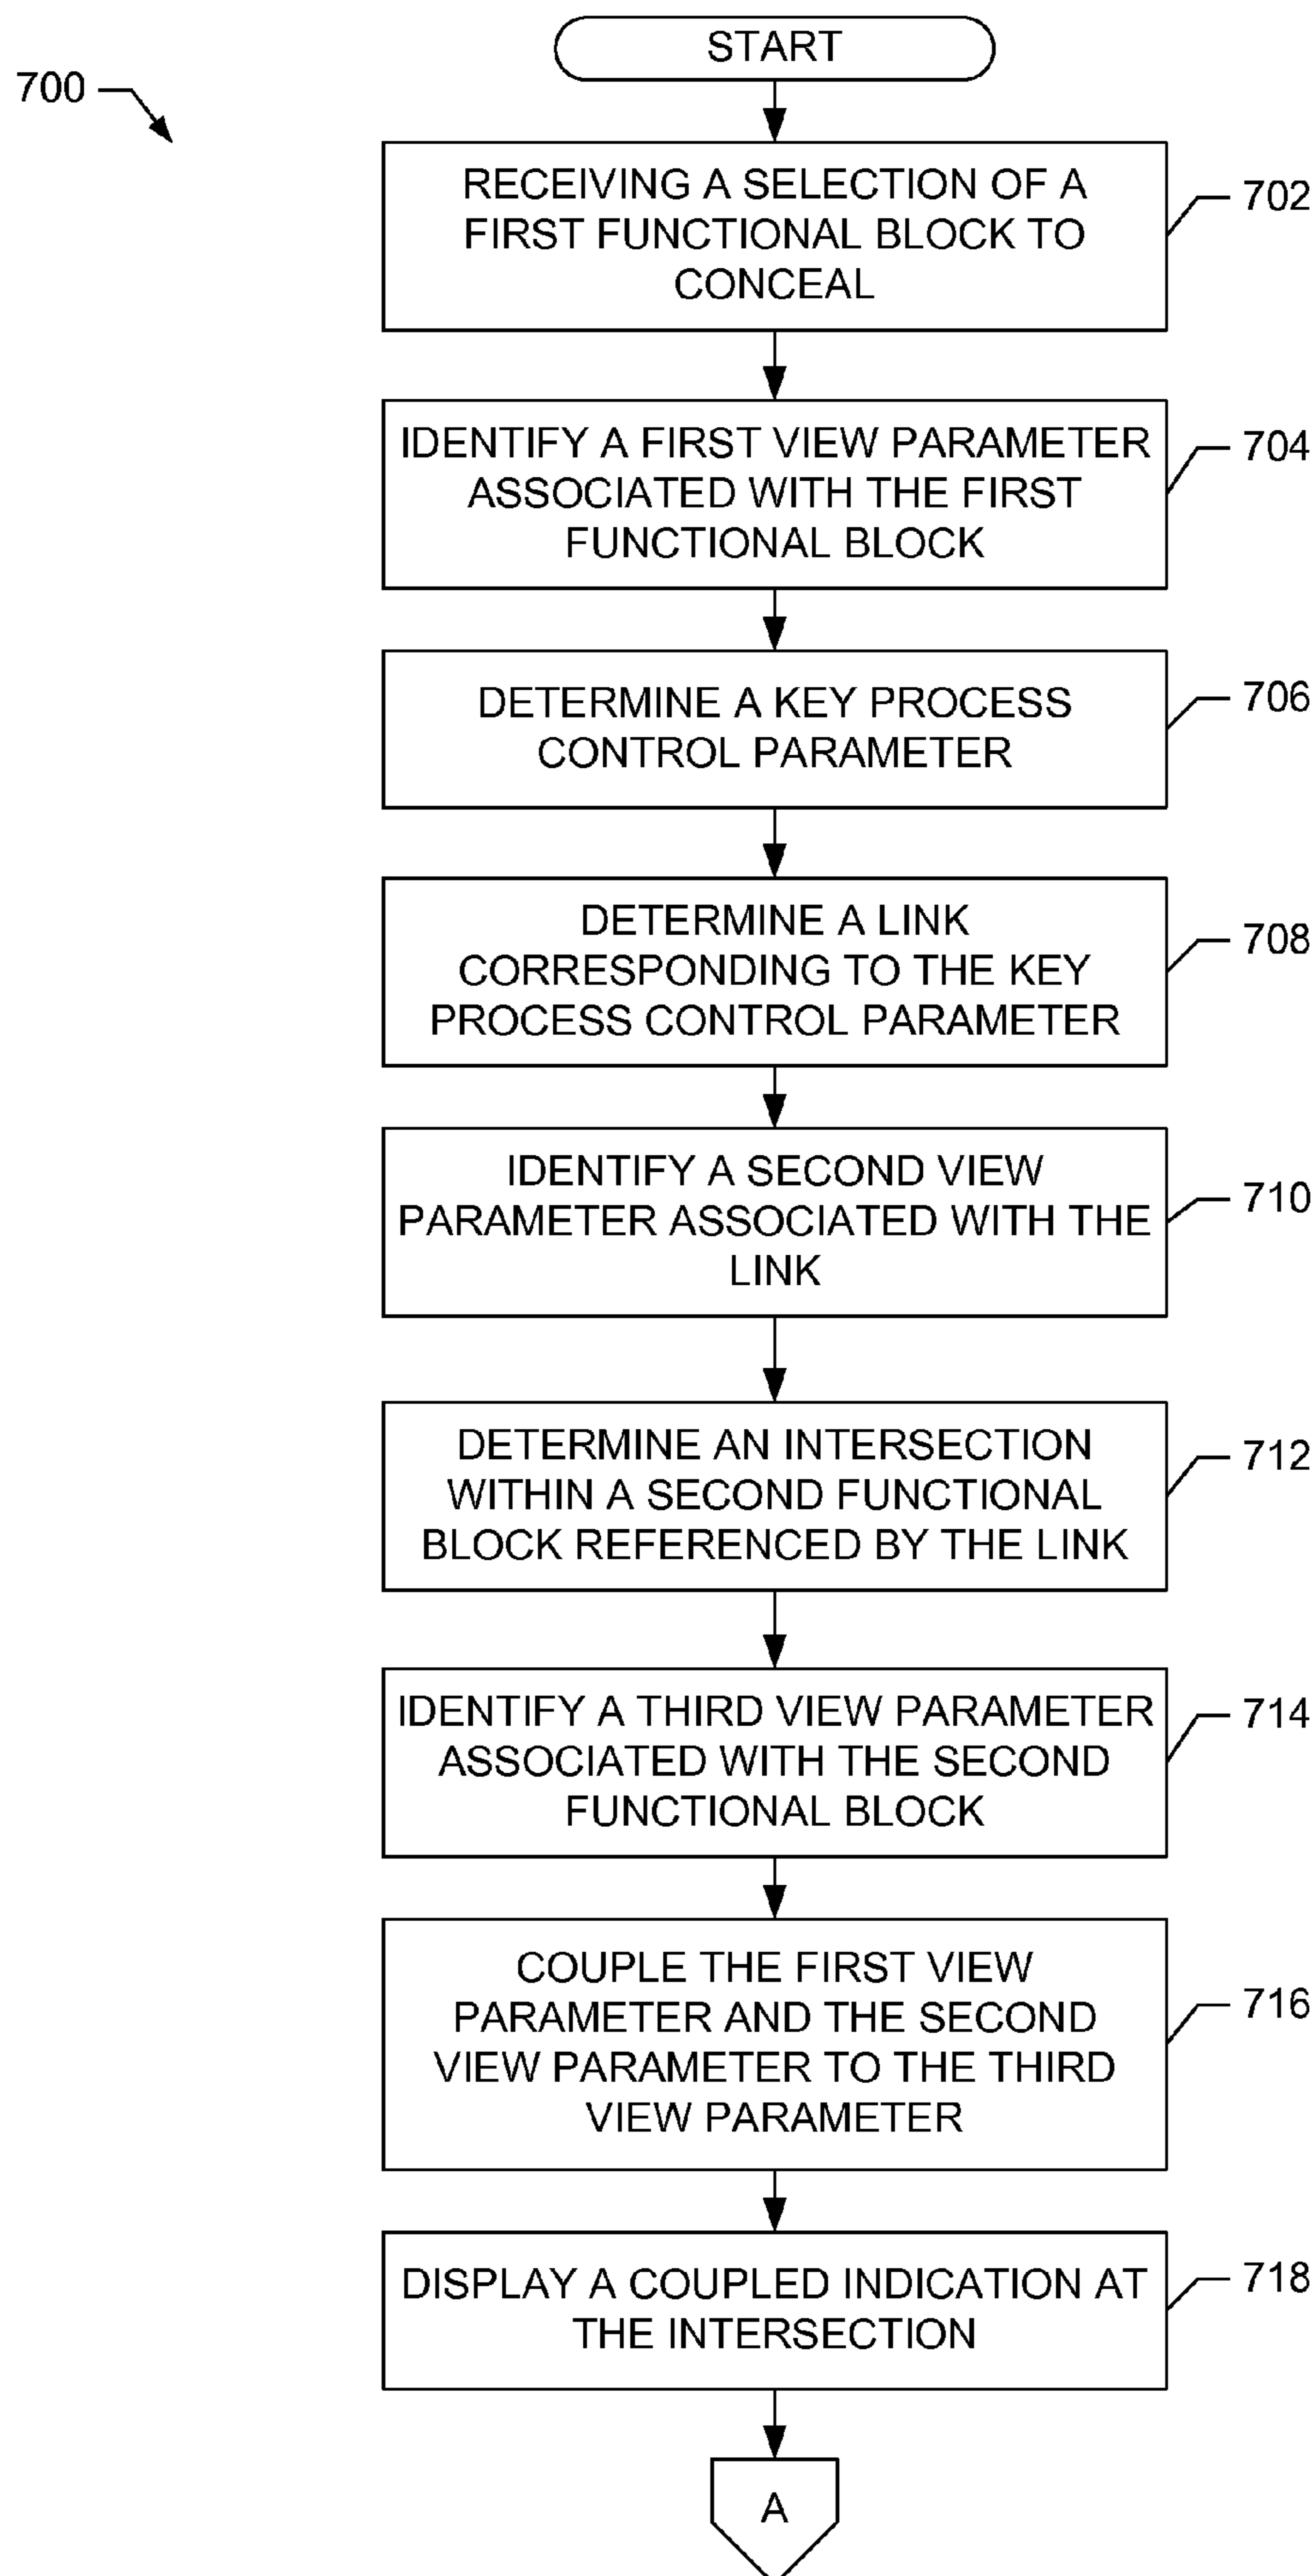 START
700
RECEIVING A SELECTION OF A
FIRST FUNCTIONAL BLOCK TO
CONCEAL
702
IDENTIFY A FIRST VIEW PARAMETER
ASSOCIATED WITH THE FIRST
FUNCTIONAL BLOCK
704
DETERMINE A KEY PROCESS
CONTROL PARAMETER
706
DETERMINE A LINK
CORRESPONDING TO THE KEY
PROCESS CONTROL PARAMETER
708
IDENTIFY A SECOND VIEW
PARAMETER ASSOCIATED WITH THE
LINK
710
DETERMINE AN INTERSECTION
WITHIN A SECOND FUNCTIONAL
BLOCK REFERENCED BY THE LINK
712
IDENTIFY A THIRD VIEW PARAMETER
ASSOCIATED WITH THE SECOND
FUNCTIONAL BLOCK
714
COUPLE THE FIRST VIEW
PARAMETER AND THE SECOND
VIEW PARAMETER TO THE THIRD
VIEW PARAMETER
716
DISPLAY A COUPLED INDICATION AT
THE INTERSECTION
718
A